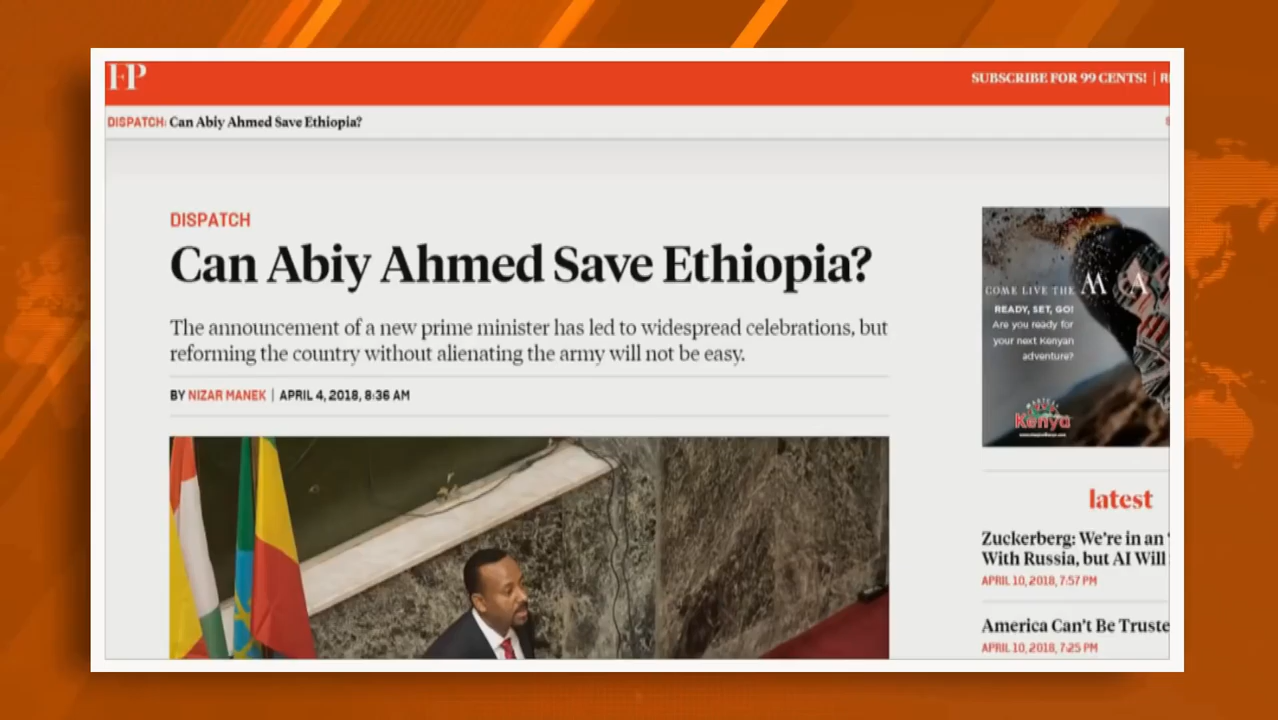 FP
SUBSCRIBE FOR 99 CENTS! |
DISPATCH: Can Abiy Ahmed Save Ethiopia?
DISPATCH
Can Abiy Ahmed Save Ethiopia?
The announcement of a new prime minister has led to widespread celebrations, but
reforming the country without alienating the army will not be easy.
BY NIZAR MANEK | APRIL 4, 2018, 8:36 AM
COME LIVE THE M A
READY, SET, GO!
Are you ready for
your next Kenyan
adventure?
Kenya
latest
Zuckerberg: We're in an
With Russia, but AI Will
APRIL 10, 2018, 7:57 PM
America Can't Be Truste
APRIL 10, 2018, 7:25 PM